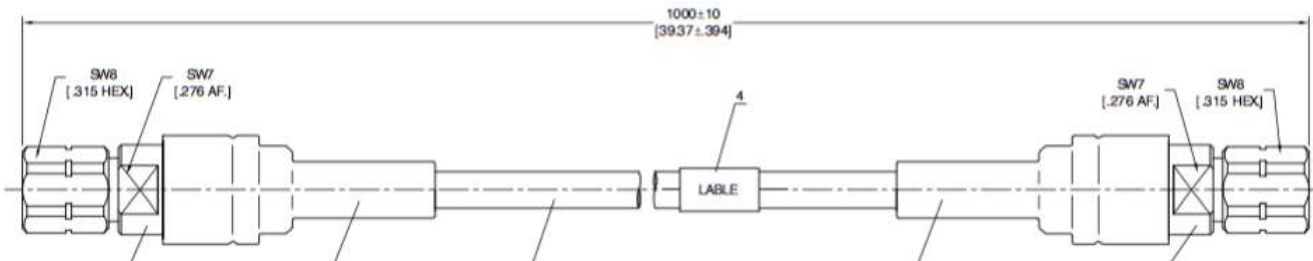 1000±10
[39.37±.394]
SW8
[.315 HEX]
SW7
[.276 AF.]
4
SW7
[.276 AF.]
SW8
[.315 HEX]
LABLE